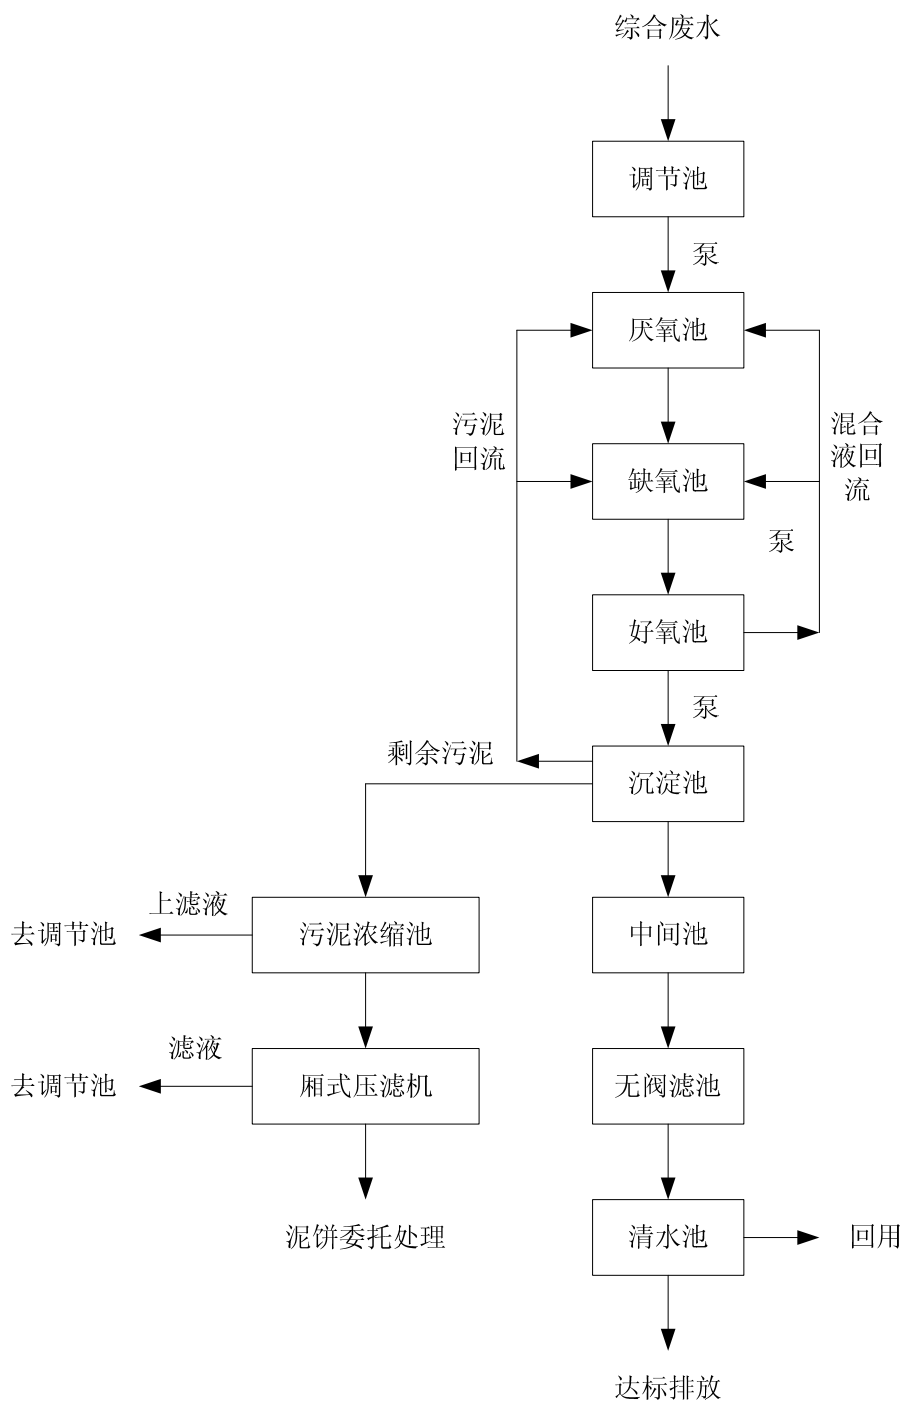 综合废水
调节池
泵
厌氧池
污泥
回流
混合
液回
流
缺氧池
泵
好氧池
泵
剩余污泥
沉淀池
上滤液
去调节池
污泥浓缩池
中间池
滤液
去调节池
厢式压滤机
无阀滤池
泥饼委托处理
清水池
回用
达标排放